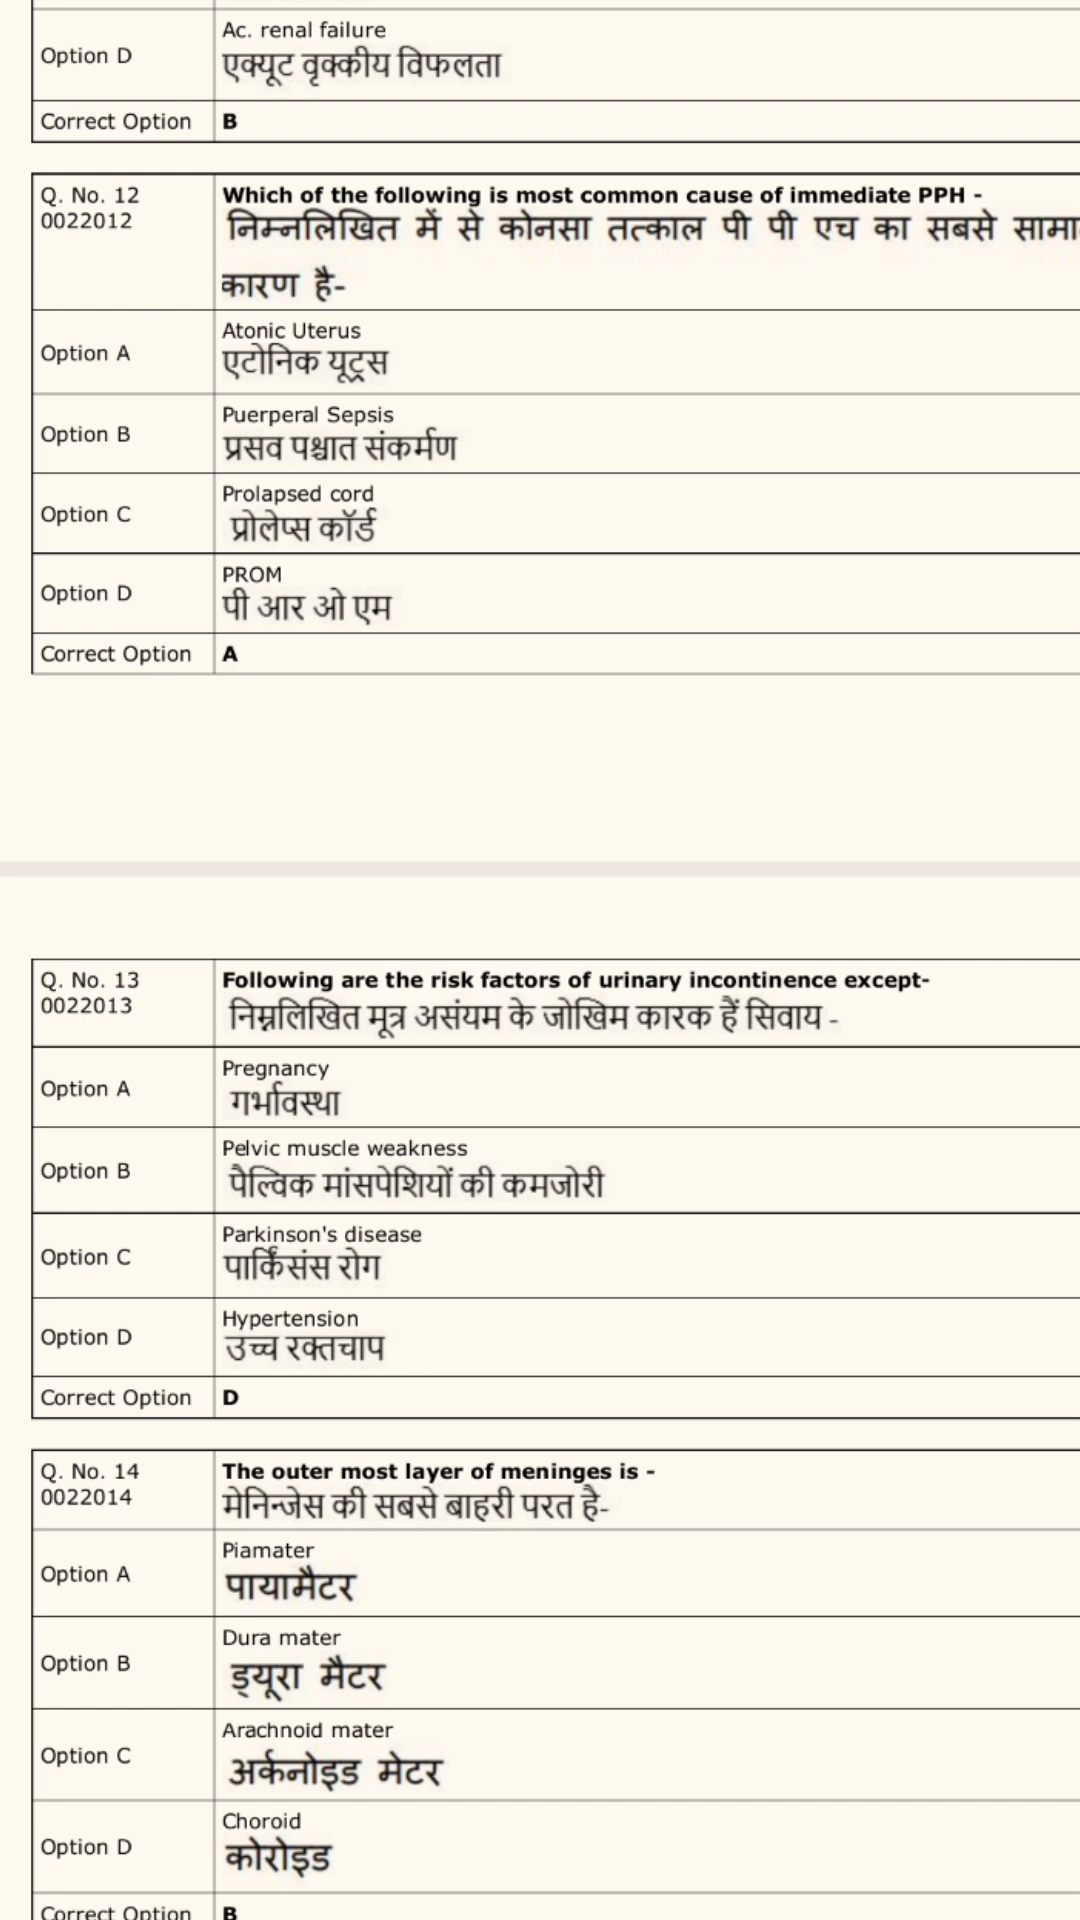 Ac. renal failure
Option D
एक्यूट वृक्कीय विफलता
Correct Option B
Q. No. 12 Which of the following is most common cause of immediate PPH -
0022012 निम्नलिखित में से कोनसा तत्काल पी पी एच का सबसे
कारण है-
Atonic Uterus
Option A
एटोनिक यूट्रस
Puerperal Sepsis
Option B
प्रसव पश्चात संकर्मण
Prolapsed cord
Option C
प्रोलेप्स कॉर्ड
PROM
Option D
पी आर ओ एम
Correct Option A
Q. No. 13 Following are the risk factors of urinary incontinence except-
0022013 निम्नलिखित मूत्र असंयम के जोखिम कारक हैं सिवाय -
Pregnancy
Option A
गर्भावस्था
Pelvic muscle weakness
Option B
पैल्विक मांसपेशियों की कमजोरी
Parkinson's disease
Option C
पार्किंसंस रोग
Hypertension
Option D
उच्च रक्तचाप
Correct Option D
Q. No. 14 The outer most layer of meninges is -
0022014 मेनिन्जेस की सबसे बाहरी परत है-
Piamater
Option A
पायामैटर
Dura mater
Option B
ड्यूरा मैटर
Arachnoid mater
Option C
अर्कनोइड मेटर
Choroid
Option D
कोरोइड
Correct Option B